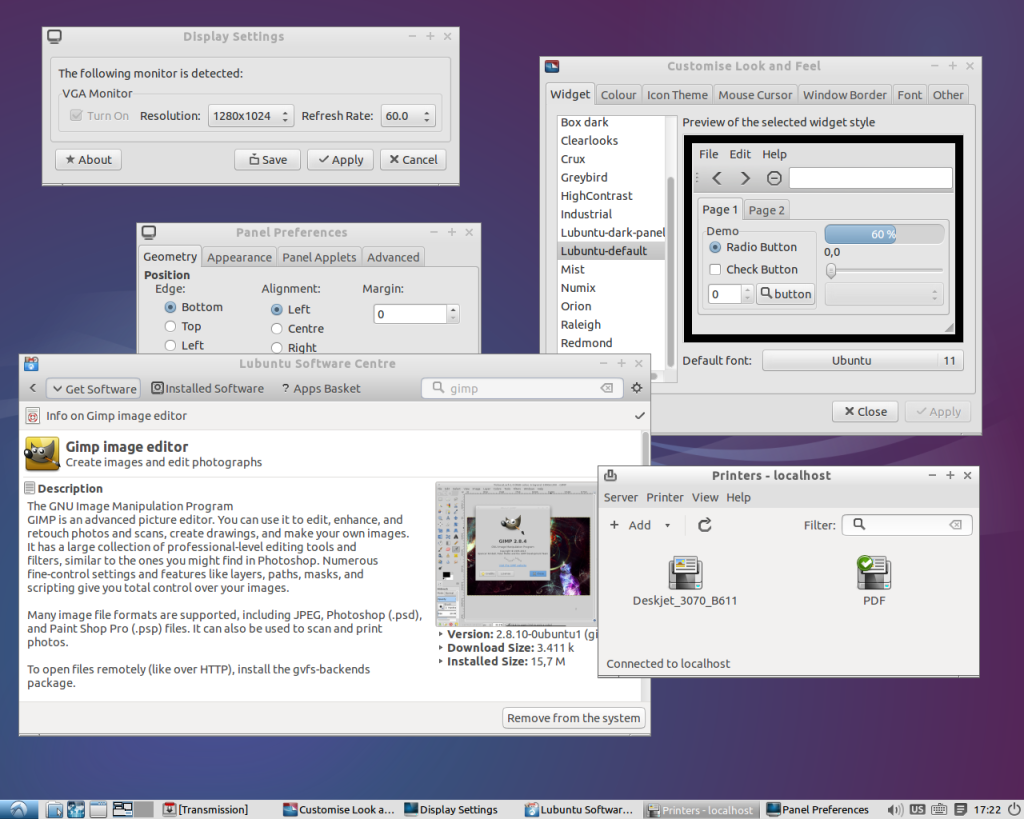 Display Settings
The following monitor is detected:
VGA Monitor
Turn On Resolution: 1280x1024 Refresh Rate: 60.0
About Save Apply Cancel
Customise Look and Feel
Widget Colour Icon Theme Mouse Cursor Window Border Font Other
Box dark
Clearlooks
Crux
Greybird
HighContrast
Industrial
Lubuntu-dark-panel
Lubuntu-default
Mist
Numix
Orion
Raleigh
Redmond
Preview of the selected widget style
File Edit Help
Page 1 Page 2
Demo
Radio Button
Check Button
0 button
60 %
0,0
Default font: Ubuntu 11
Close Apply
Panel Preferences
Geometry Appearance Panel Applets Advanced
Position
Edge: Alignment: Margin:
Bottom Left 0
Top Centre
Left Right
Lubuntu Software Centre
Get Software Installed Software ? Apps Basket gimp
Info on Gimp image editor
Gimp image editor
Create images and edit photographs
Description
The GNU Image Manipulation Program
GIMP is an advanced picture editor. You can use it to edit, enhance, and
retouch photos and scans, create drawings, and make your own images.
It has a large collection of professional-level editing tools and
filters, similar to the ones you might find in Photoshop. Numerous
fine-control settings and features like layers, paths, masks, and
scripting give you total control over your images.
Many image file formats are supported, including JPEG, Photoshop (.psd),
and Paint Shop Pro (.psp) files. It can also be used to scan and print
photos.
To open files remotely (like over HTTP), install the gvfs-backends
package.
GIMP 2.8.4
Version: 2.8.10-0ubuntu1 (gi
Download Size: 3.411 k
Installed Size: 15,7 M
Remove from the system
Printers - localhost
Server Printer View Help
+ Add Filter:
Deskjet_3070_B611 PDF
Connected to localhost
[Transmission] Customise Look a... Display Settings Lubuntu Softwar... Printers - localhost Panel Preferences US 17:22